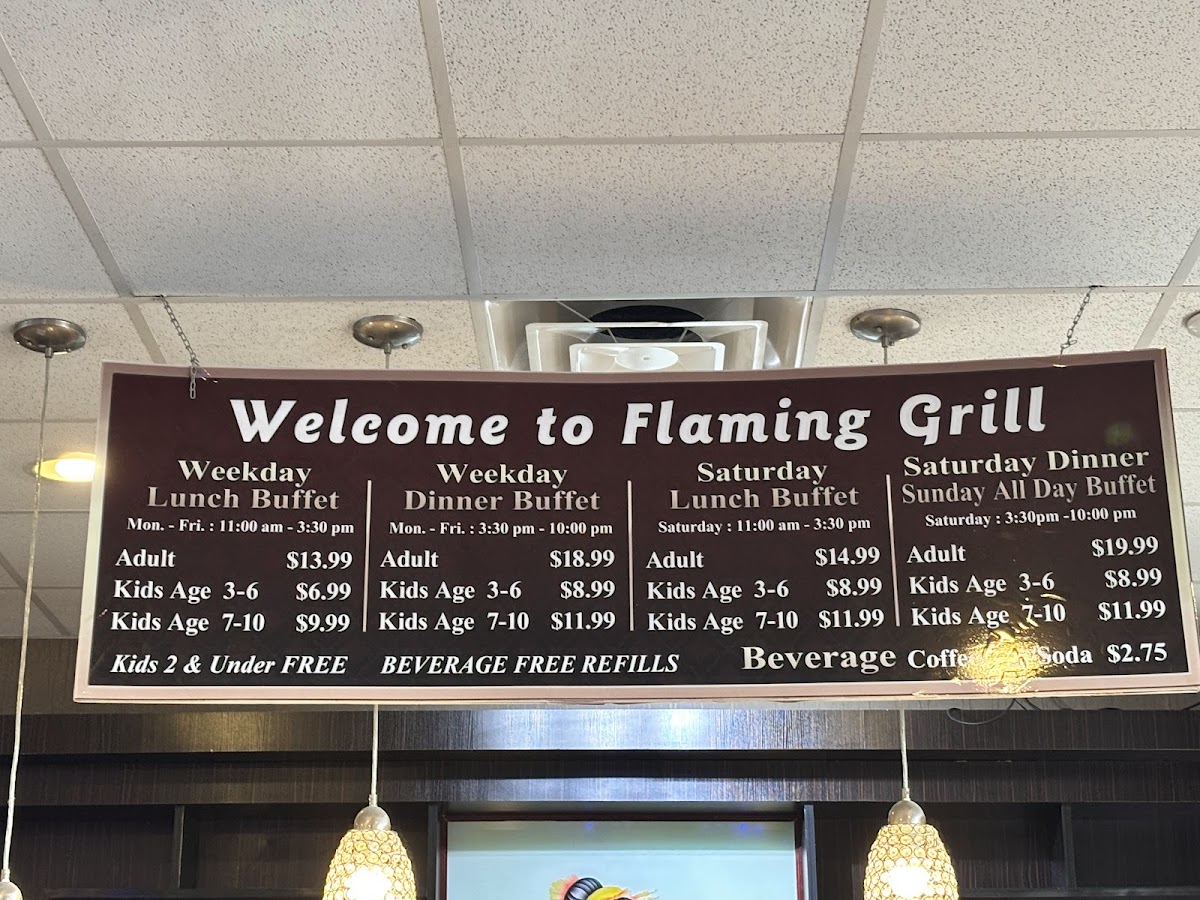 Welcome to Flaming Grill
Weekday
Lunch Buffet
Mon. - Fri. : 11:00 am - 3:30 pm
Adult $13.99
Kids Age 3-6 $6.99
Kids Age 7-10 $9.99
Weekday
Dinner Buffet
Mon. - Fri. : 3:30 pm - 10:00 pm
Adult $18.99
Kids Age 3-6 $8.99
Kids Age 7-10 $11.99
Saturday
Lunch Buffet
Saturday : 11:00 am - 3:30 pm
Adult $14.99
Kids Age 3-6 $8.99
Kids Age 7-10 $11.99
Saturday Dinner
Sunday All Day Buffet
Saturday : 3:30pm -10:00 pm
Adult $19.99
Kids Age 3-6 $8.99
Kids Age 7-10 $11.99
Kids 2 & Under FREE BEVERAGE FREE REFILLS Beverage Soda $2.75